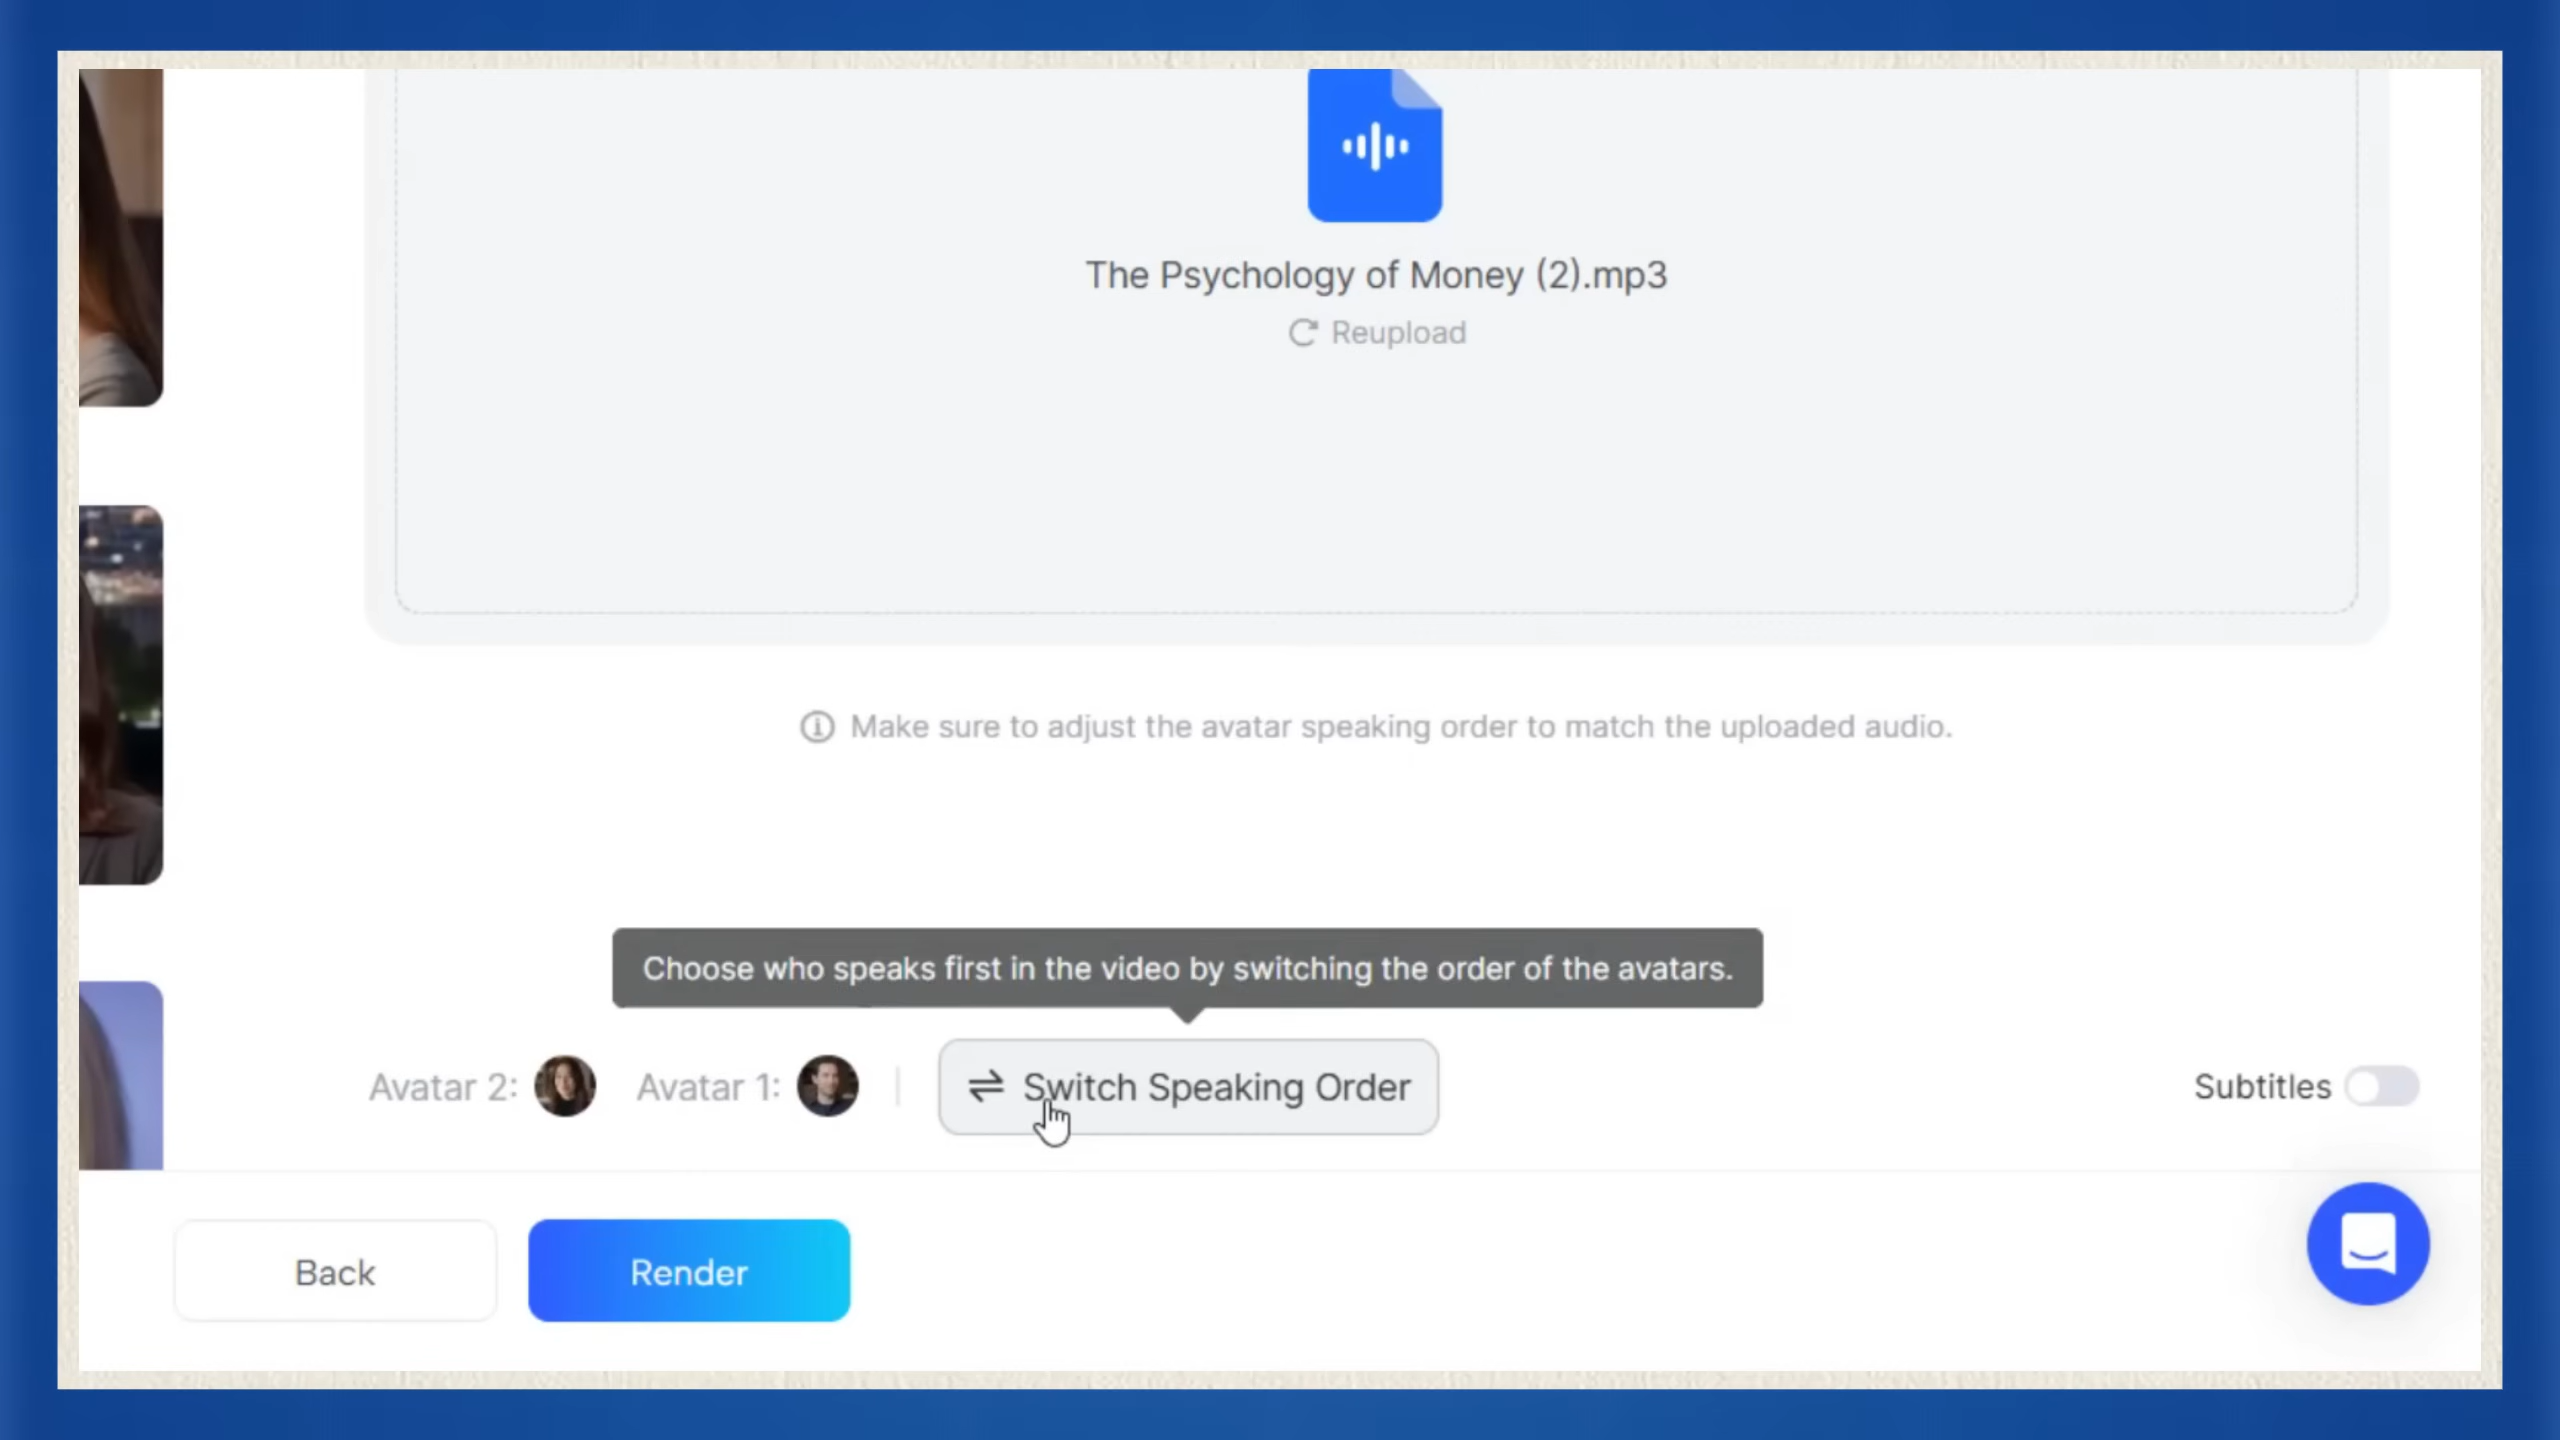 The Psychology of Money (2).mp3
Reupload
Make sure to adjust the avatar speaking order to match the uploaded audio.
Choose who speaks first in the video by switching the order of the avatars.
Avatar 2:
Avatar 1:
Switch Speaking Order
Subtitles
Back
Render